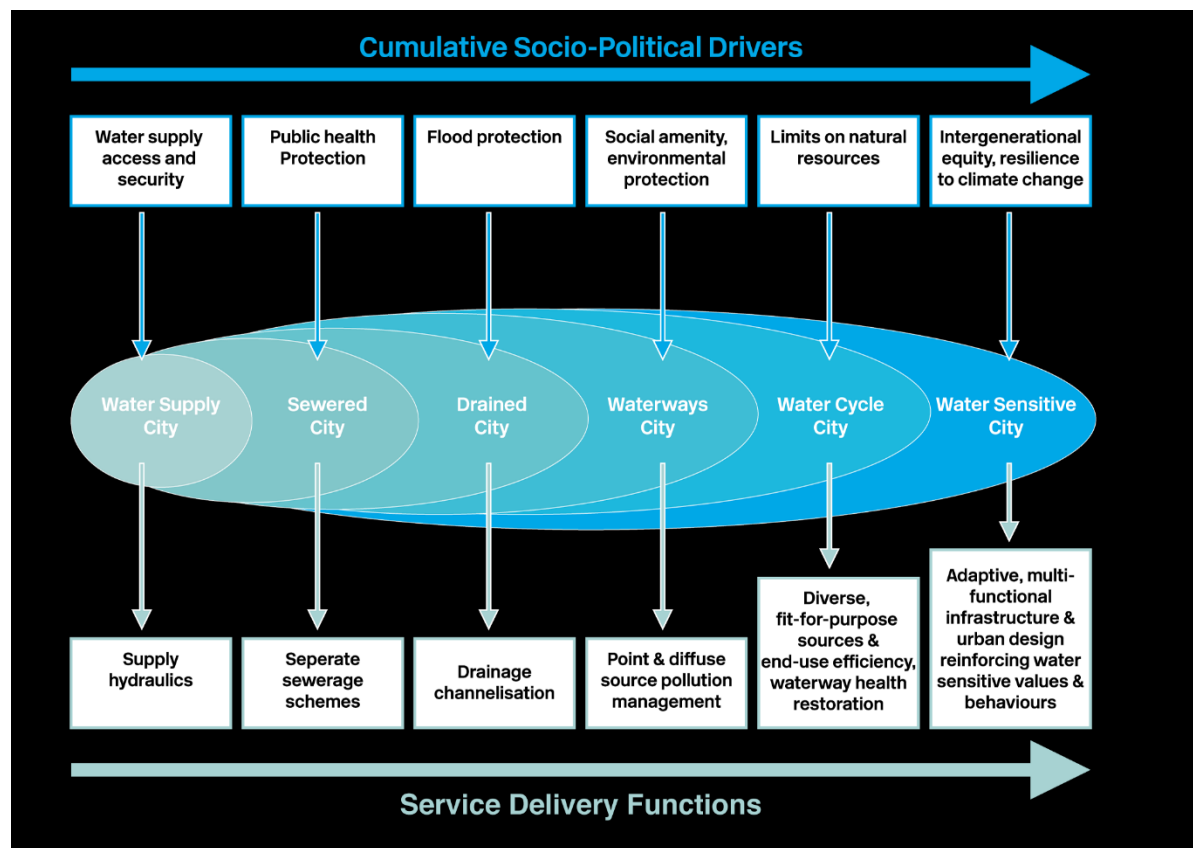 Cumulative Socio-Political Drivers
Water supply
access and
security
Public health
Protection
Flood protection
Social amenity,
environmental
protection
Limits on natural
resources
Intergenerational
equity, resilience
to climate change
Water Supply
City
Sewered
City
Drained
City
Waterways
City
Water Cycle
City
Water Sensitive
City
Supply
hydraulics
Seperate
sewerage
schemes
Drainage
channelisation
Point & diffuse
source pollution
management
Diverse,
fit-for-purpose
sources &
end-use efficiency,
waterway health
restoration
Adaptive, multi-
functional
infrastructure &
urban design
reinforcing water
sensitive values &
behaviours
Service Delivery Functions